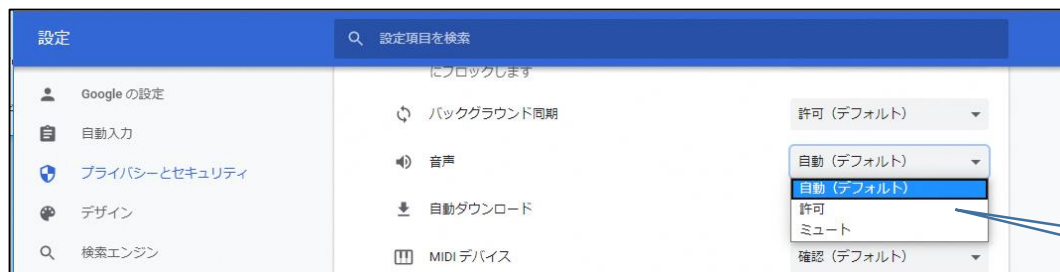 設定
設定項目を検索
にブロックします
Google の設定
自動入力
プライバシーとセキュリティ
デザイン
検索エンジン
バックグラウンド同期
許可（デフォルト）
音声
自動（デフォルト）
自動（デフォルト）
許可
ミュート
自動ダウンロード
MIDI デバイス
確認（デフォルト）